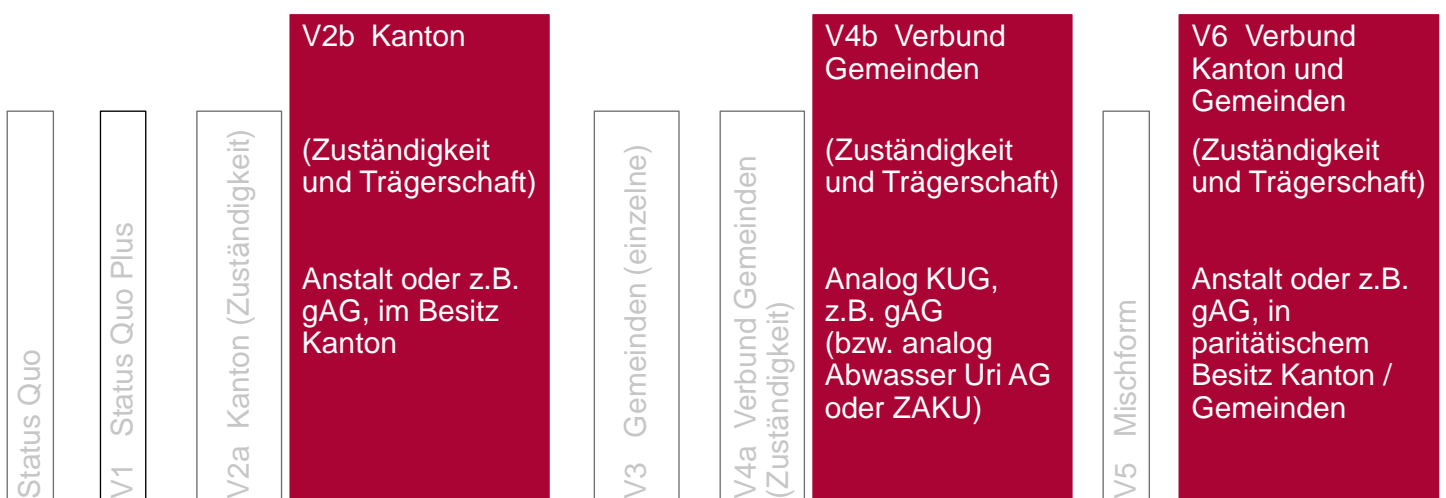 Status Quo
V1 Status Quo Plus
V2a Kanton (Zuständigkeit)
V2b Kanton
(Zuständigkeit
und Trägerschaft)
Anstalt oder z.B.
gAG, im Besitz
Kanton
V3 Gemeinden (einzelne)
V4a Verbund Gemeinden
(Zuständigkeit)
V4b Verbund
Gemeinden
(Zuständigkeit
und Trägerschaft)
Analog KUG,
z.B. gAG
(bzw. analog
Abwasser Uri AG
oder ZAKU)
V5 Mischform
V6 Verbund
Kanton und
Gemeinden
(Zuständigkeit
und Trägerschaft)
Anstalt oder z.B.
gAG, in
paritätischem
Besitz Kanton /
Gemeinden